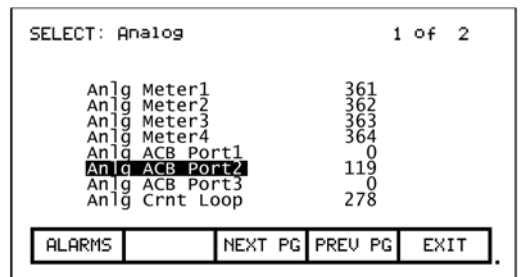 SELECT: Analog 1 of 2
Anlg Meter1 361
Anlg Meter2 362
Anlg Meter3 363
Anlg Meter4 364
Anlg ACB Port1 0
Anlg ACB Port2 119
Anlg ACB Port3 0
Anlg Crnt Loop 278
ALARMS NEXT PG PREV PG EXIT .